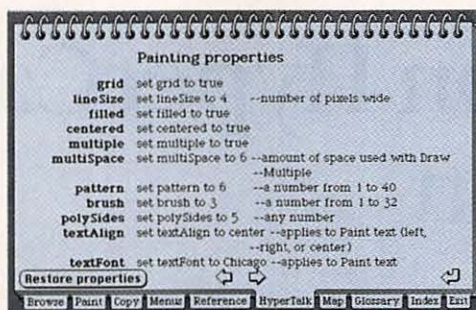 Painting properties
grid set grid to true
lineSize set lineSize to 4 --number of pixels wide
filled set filled to true
centered set centered to true
multiple set multiple to true
multiSpace set multiSpace to 6 --amount of space used with Draw
--Multiple
pattern set pattern to 6 --a number from 1 to 40
brush set brush to 3 --a number from 1 to 32
polySides set polySides to 5 --any number
textAlign set textAlign to center --applies to Paint text (left,
--right, or center)
textFont set textFont to Chicago --applies to Paint text
Restore properties
Browse Paint Copy Menus Reference HyperTalk Map Glossary Index Exit